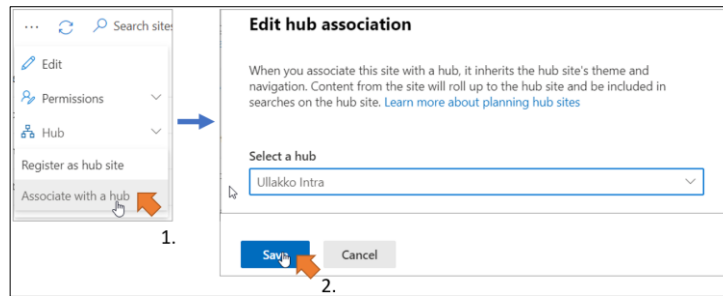 ... Search sites
Edit
Permissions
Hub
Register as hub site
Associate with a hub
1.
Edit hub association
When you associate this site with a hub, it inherits the hub site's theme and
navigation. Content from the site will roll up to the hub site and be included in
searches on the hub site. Learn more about planning hub sites
Select a hub
Ullakko Intra
Save Cancel
2.